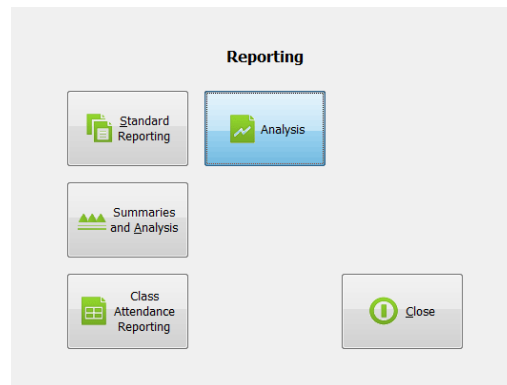 Reporting
Standard
Reporting
Analysis
Summaries
and Analysis
Class
Attendance
Reporting
Close